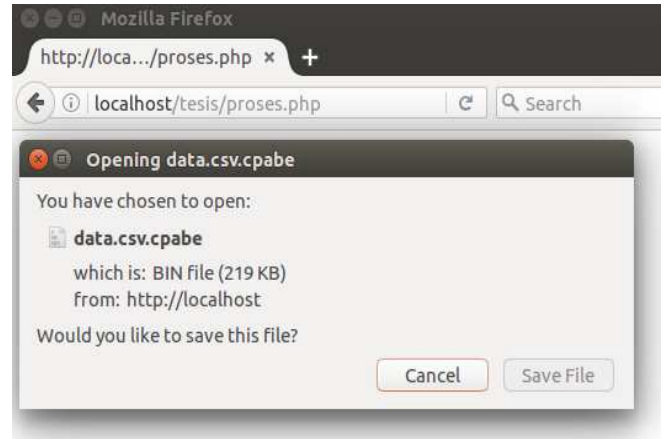 Mozilla Firefox
http://loca.../proses.php × +
localhost/tesis/proses.php Search
Opening data.csv.cpabe
You have chosen to open:
data.csv.cpabe
which is: BIN file (219 KB)
from: http://localhost
Would you like to save this file?
Cancel Save File